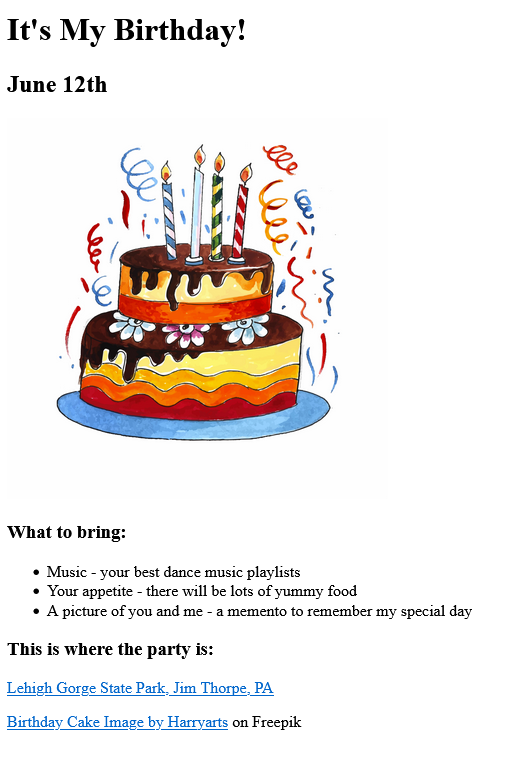 It's My Birthday!
June 12th
What to bring:
• Music - your best dance music playlists
• Your appetite - there will be lots of yummy food
• A picture of you and me - a memento to remember my special day
This is where the party is:
Lehigh Gorge State Park, Jim Thorpe, PA
Birthday Cake Image by Harryarts on Freepik